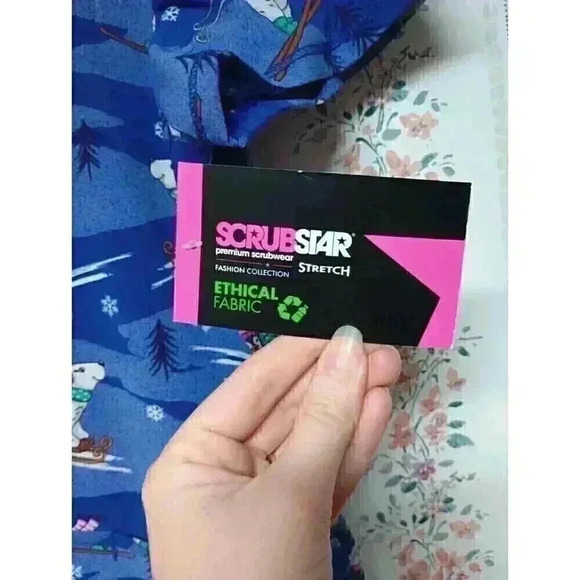 SCRUBSTAR®
premium scrubwear
FASHION COLLECTION STRETCH
ETHICAL
FABRIC